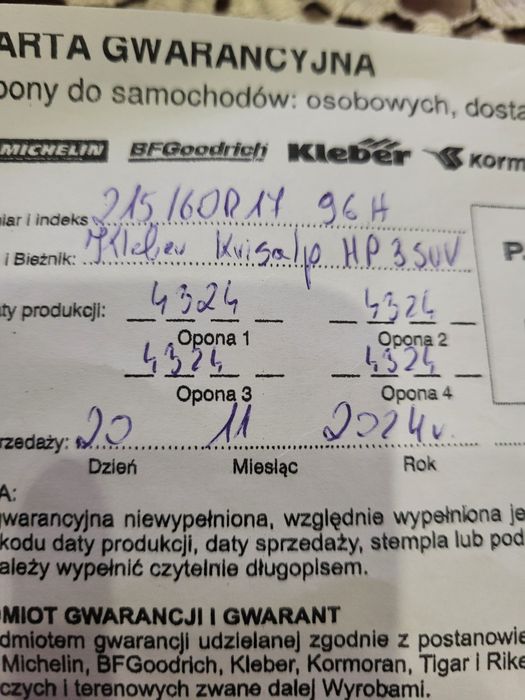 ARTA GWARANCYJNA
pony do samochodów: osobowych, dosta
MICHELIN BFGoodrich Kleber KORM
niar i indeks 215/60R17 96H
i Bieżnik: Kleber Krisalp HP3 SUV
aty produkcji: 4324 4324
Opona 1 Opona 2
4324 4324
Opona 3 Opona 4
rzedaży: 20 11 2024r.
Dzień Miesiąc Rok
A:
gwarancyjna niewypełniona, względnie wypełniona je
kodu daty produkcji, daty sprzedaży, stempla lub pod
ależy wypełnić czytelnie długopisem.
MIOT GWARANCJI I GWARANT
dmiotem gwarancji udzielanej zgodnie z postanowie
Michelin, BFGoodrich, Kleber, Kormoran, Tigar i Rike
czych i terenowych zwane dalej Wyrobami.